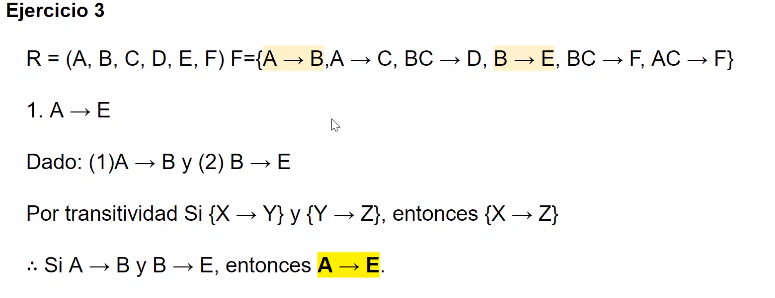 Ejercicio 3
R = (A, B, C, D, E, F) F={A → B,A → C, BC → D, B → E, BC → F, AC → F}
1. A → E
Dado: (1)A → B y (2) B → E
Por transitividad Si {X → Y} y {Y → Z}, entonces {X → Z}
∴ Si A → B y B → E, entonces A → E.